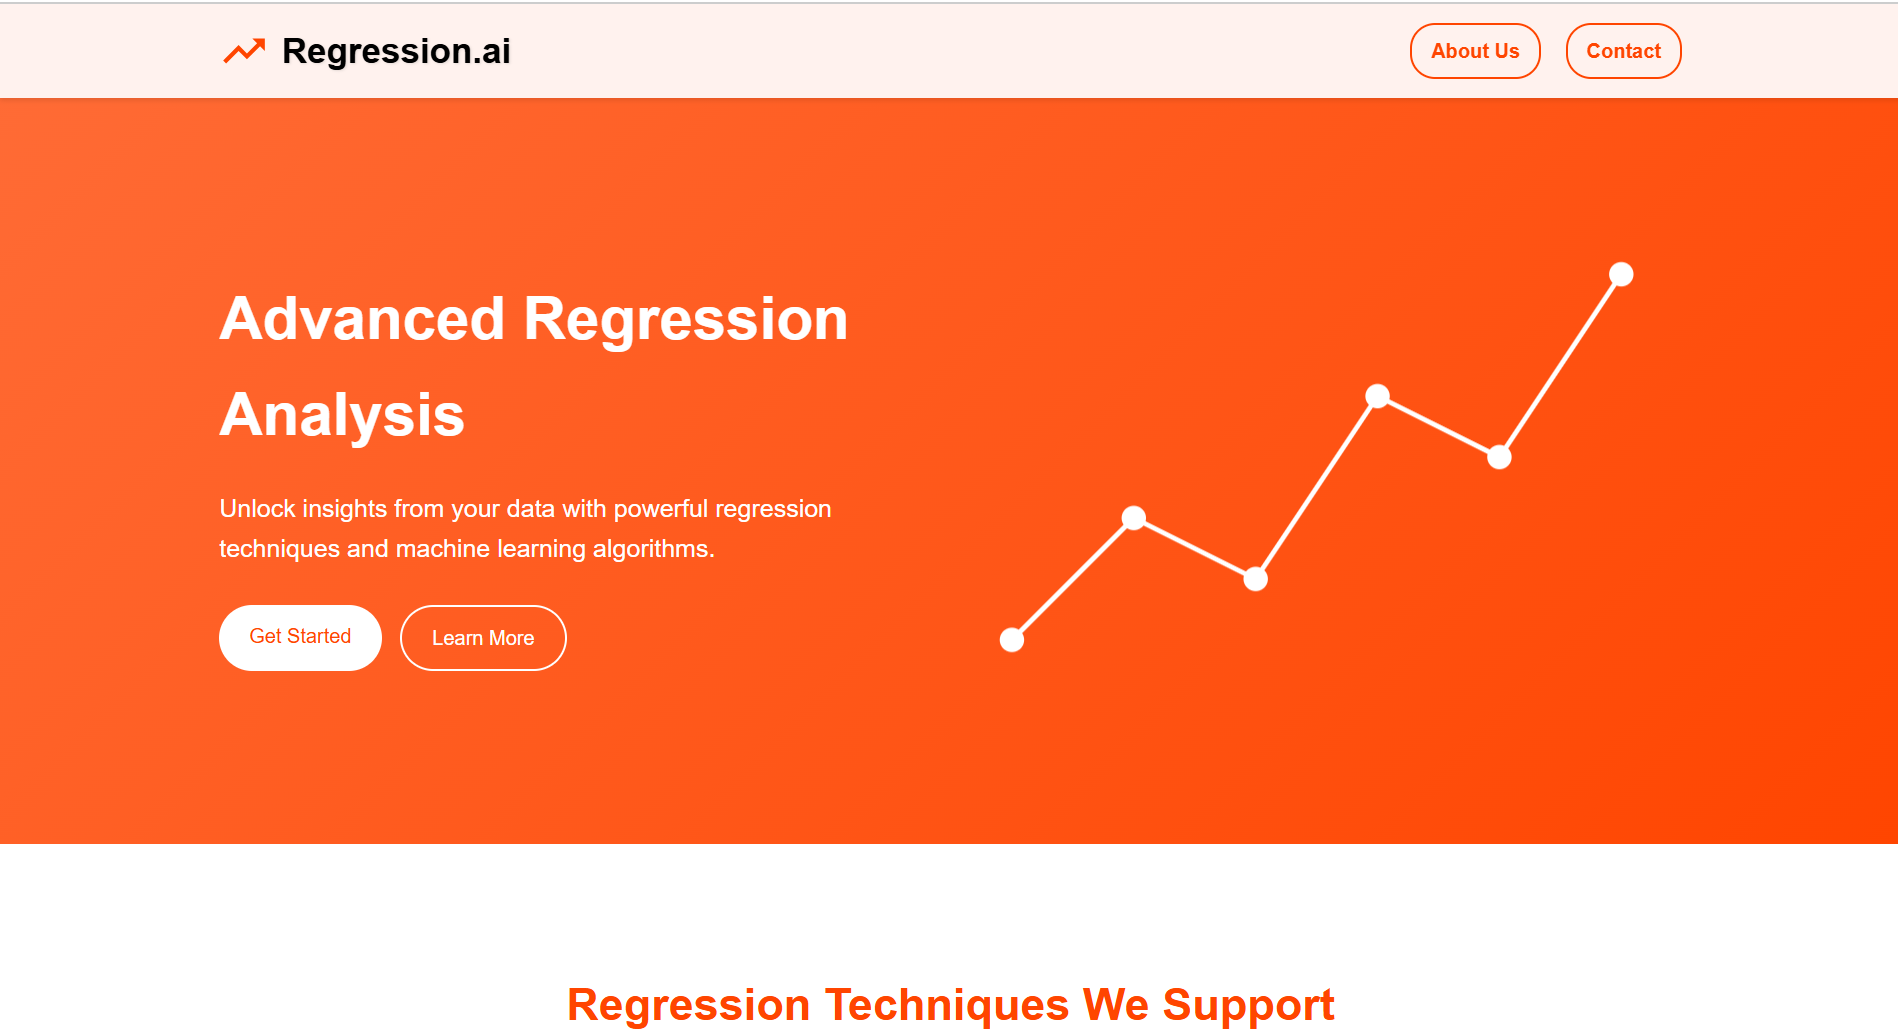 Regression.ai
About Us
Contact
Advanced Regression
Analysis
Unlock insights from your data with powerful regression
techniques and machine learning algorithms.
Get Started
Learn More
Regression Techniques We Support